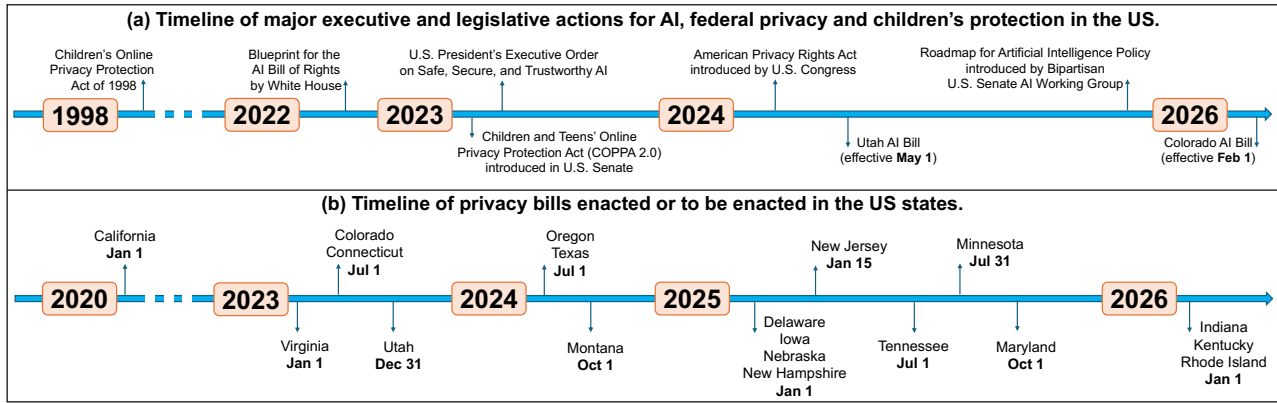 (a) Timeline of major executive and legislative actions for AI, federal privacy and children's protection in the US.
Children's Online
Privacy Protection
Act of 1998
Blueprint for the
AI Bill of Rights
by White House
U.S. President's Executive Order
on Safe, Secure, and Trustworthy AI
American Privacy Rights Act
introduced by U.S. Congress
Roadmap for Artificial Intelligence Policy
introduced by Bipartisan
U.S. Senate AI Working Group
1998
2022
2023
2024
2026
Children and Teens' Online
Privacy Protection Act (COPPA 2.0)
introduced in U.S. Senate
Utah AI Bill
(effective May 1)
Colorado AI Bill
(effective Feb 1)
(b) Timeline of privacy bills enacted or to be enacted in the US states.
California
Jan 1
Colorado
Connecticut
Jul 1
Oregon
Texas
Jul 1
New Jersey
Jan 15
Minnesota
Jul 31
2020
2023
2024
2025
2026
Virginia
Jan 1
Utah
Dec 31
Montana
Oct 1
Delaware
Iowa
Nebraska
New Hampshire
Jan 1
Tennessee
Jul 1
Maryland
Oct 1
Indiana
Kentucky
Rhode Island
Jan 1